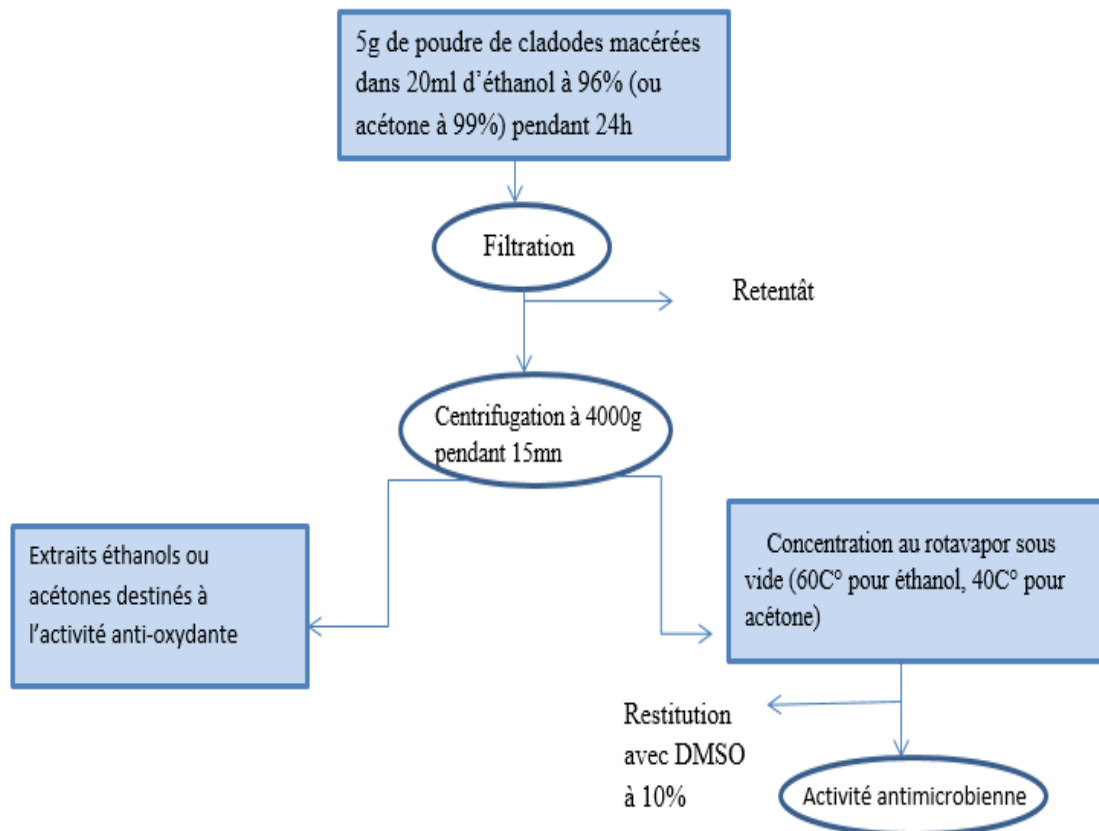 5g de poudre de cladodes macérées
dans 20ml d’éthanol à 96% (ou
acétone à 99%) pendant 24h
Filtration
Retentât
Centrifugation à 4000g
pendant 15mn
Extraits éthanols ou
acétones destinés à
l’activité anti-oxydante
Concentration au rotavapor sous
vide (60C° pour éthanol, 40C° pour
acétone)
Restitution
avec DMSO
à 10%
Activité antimicrobienne